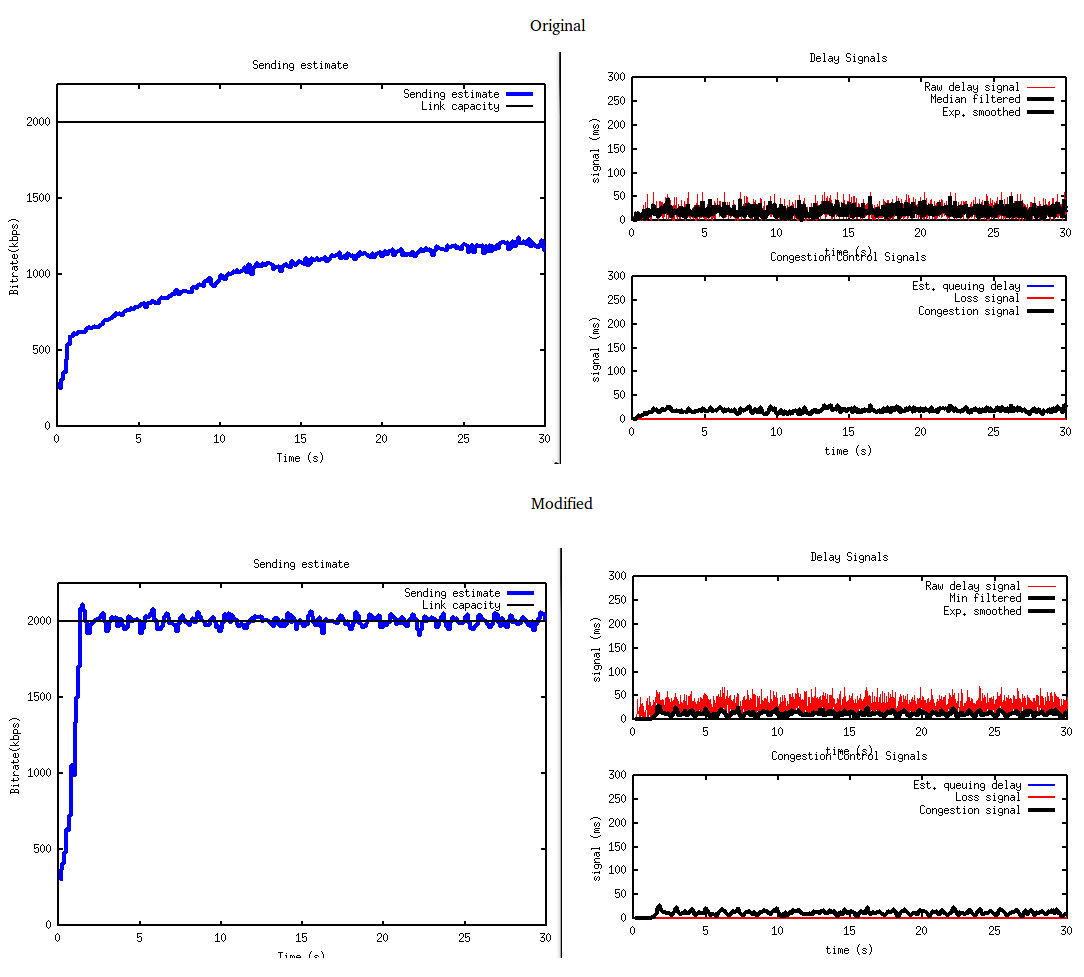 Original
Sending estimate
Sending estimate
Link capacity
2000
1500
1000
500
0
Bitrate(kbps)
0 5 10 15 20 25 30
Time (s)
Delay Signals
Raw delay signal
Median filtered
Exp. smoothed
300
250
200
150
100
50
0
signal (ms)
0 5 10 15 20 25 30
time (s)
Congestion Control Signals
Est. queuing delay
Loss signal
Congestion signal
300
250
200
150
100
50
0
signal (ms)
0 5 10 15 20 25 30
time (s)
Modified
Sending estimate
Sending estimate
Link capacity
2000
1500
1000
500
0
Bitrate(kbps)
0 5 10 15 20 25 30
Time (s)
Delay Signals
Raw delay signal
Min filtered
Exp. smoothed
300
250
200
150
100
50
0
signal (ms)
0 5 10 15 20 25 30
time (s)
Congestion Control Signals
Est. queuing delay
Loss signal
Congestion signal
300
250
200
150
100
50
0
signal (ms)
0 5 10 15 20 25 30
time (s)